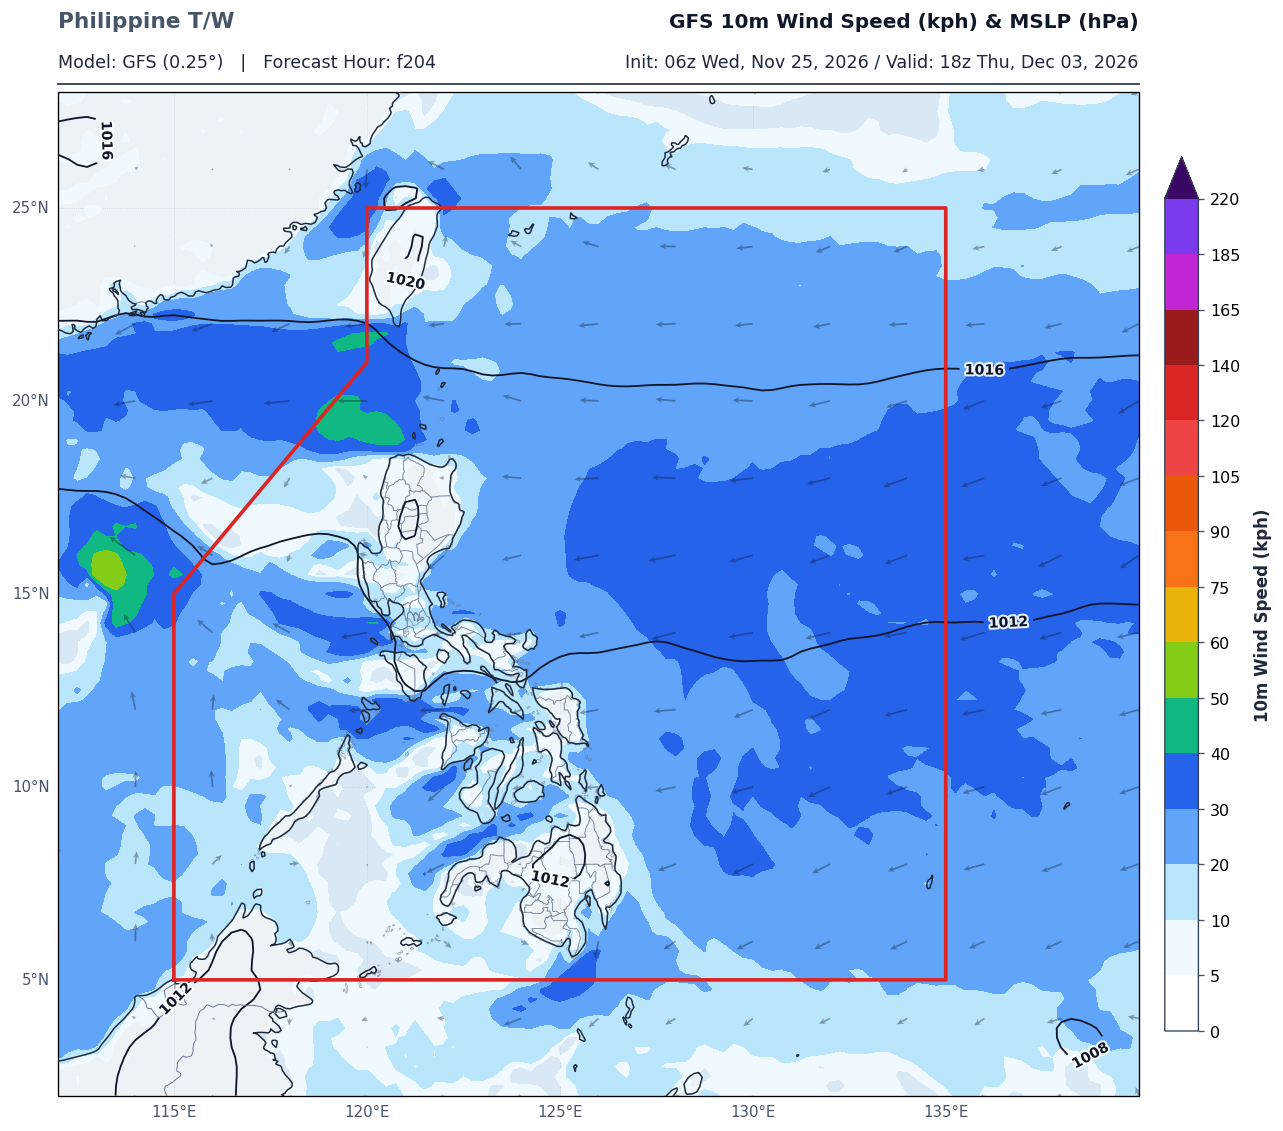 Philippine T/W
GFS 10m Wind Speed (kph) & MSLP (hPa)
Model: GFS (0.25°) | Forecast Hour: f204
Init: 06z Wed, Nov 25, 2026 / Valid: 18z Thu, Dec 03, 2026
1016
1020
1016
1012
1012
1012
1008
25°N
20°N
15°N
10°N
5°N
115°E
120°E
125°E
130°E
135°E
220
185
165
140
120
105
90
75
60
50
40
30
20
10
5
0
10m Wind Speed (kph)